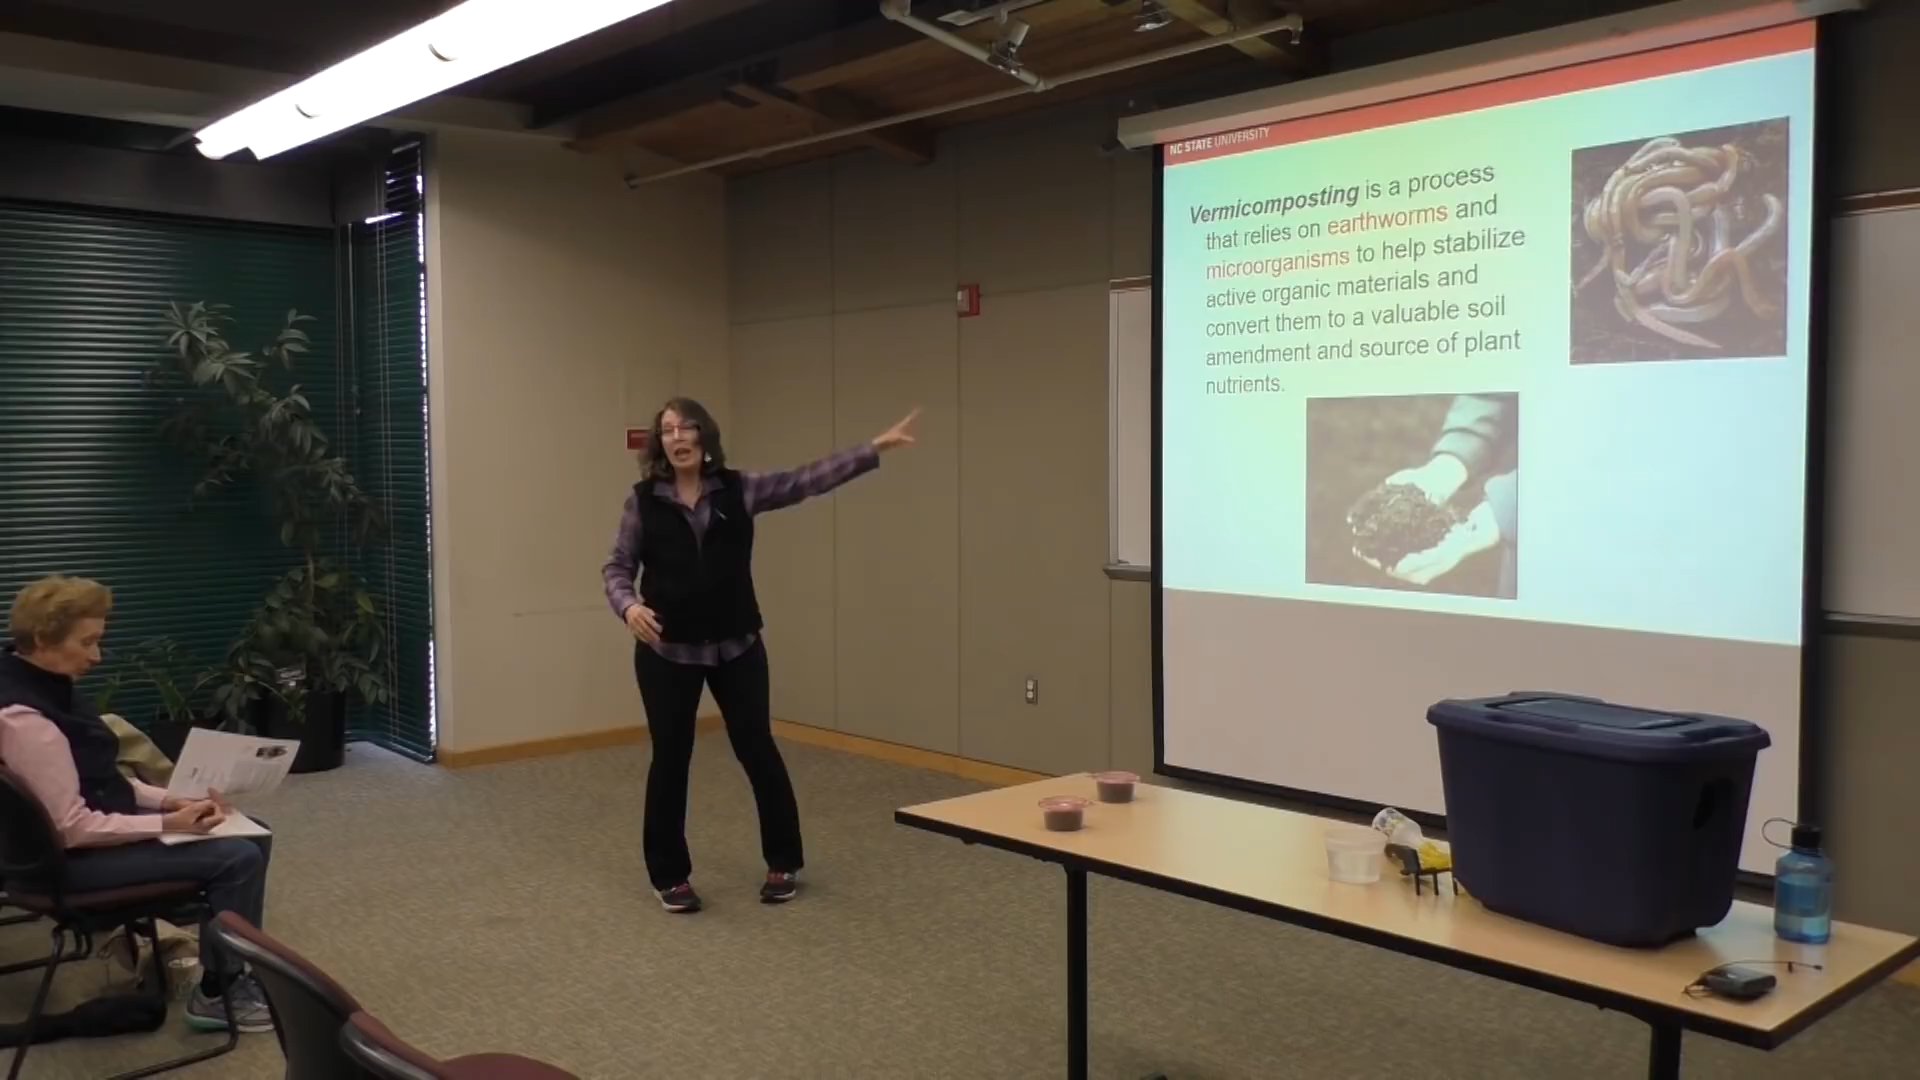 NC STATE UNIVERSITY
Vermicomposting is a process
that relies on earthworms and
microorganisms to help stabilize
active organic materials and
convert them to a valuable soil
amendment and source of plant
nutrients.